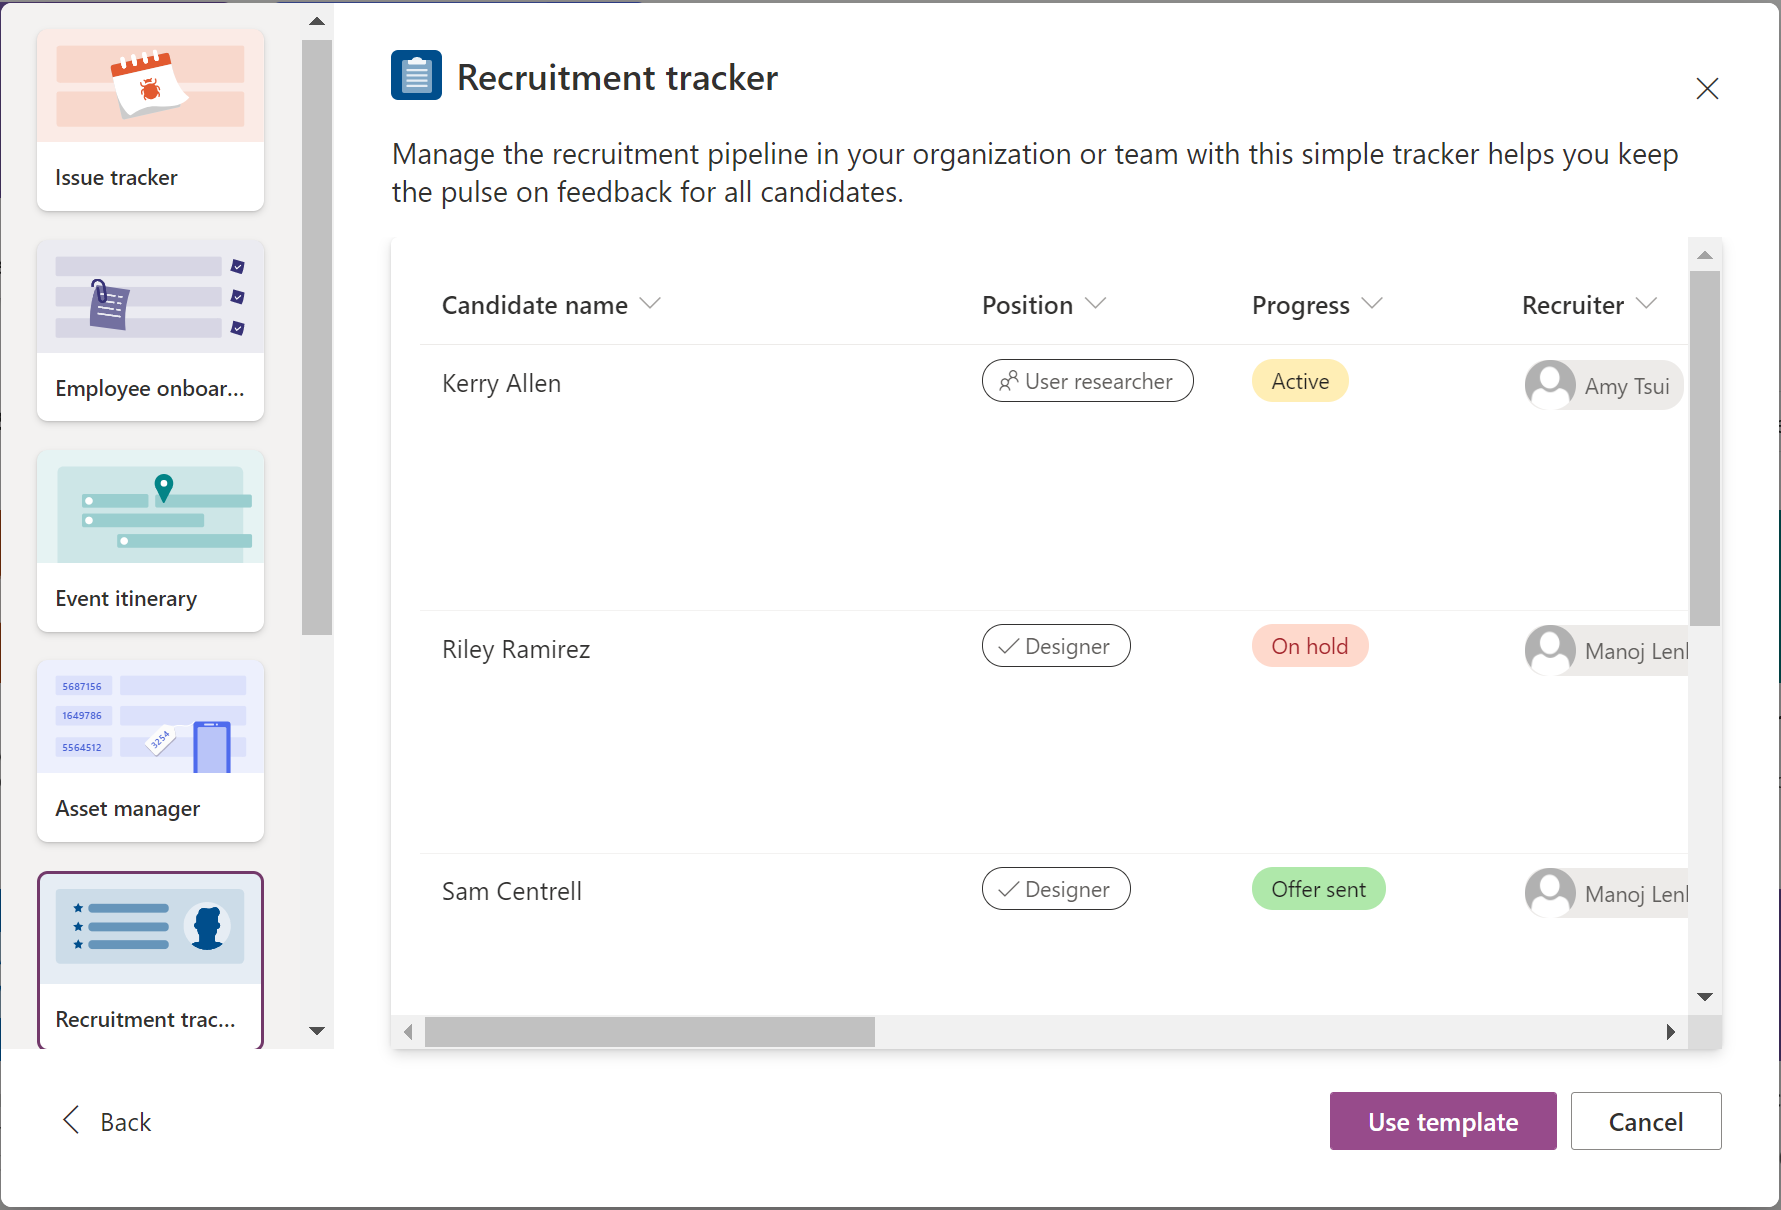 Issue tracker
Employee onboar...
Event itinerary
5687156
1649786
5564512
3254
Asset manager
Recruitment trac...
Recruitment tracker
Manage the recruitment pipeline in your organization or team with this simple tracker helps you keep
the pulse on feedback for all candidates.
Candidate name Position Progress Recruiter
Kerry Allen User researcher Active Amy Tsui
Riley Ramirez Designer On hold Manoj Len
Sam Centrell Designer Offer sent Manoj Len
Back
Use template Cancel